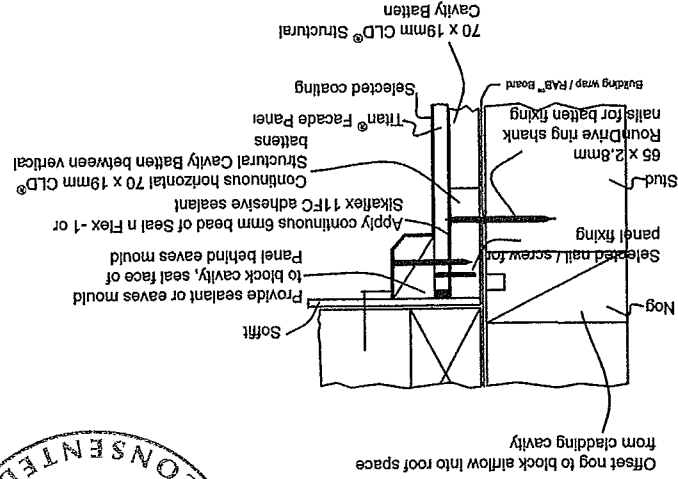 70 x 19mm CLD® Structural
Cavity Batten
Selected coating
Titan® Facade Panel
Continuous horizontal 70 x 19mm CLD®
Structural Cavity Batten between vertical
battens
Apply continuous 6mm bead of Seal n Flex -1 or
Sikaflex 11FC adhesive sealant
Provide sealant or eaves mould
to block cavity, seal face of
Panel behind eaves mould
Soffit
Building wrap / RAB™ Board
65 x 2.8mm
RounDrive ring shank
nails for batten fixing
Stud
Selected nail / screw for
panel fixing
Nog
Offset nog to block airflow into roof space
from cladding cavity
CONSENTED